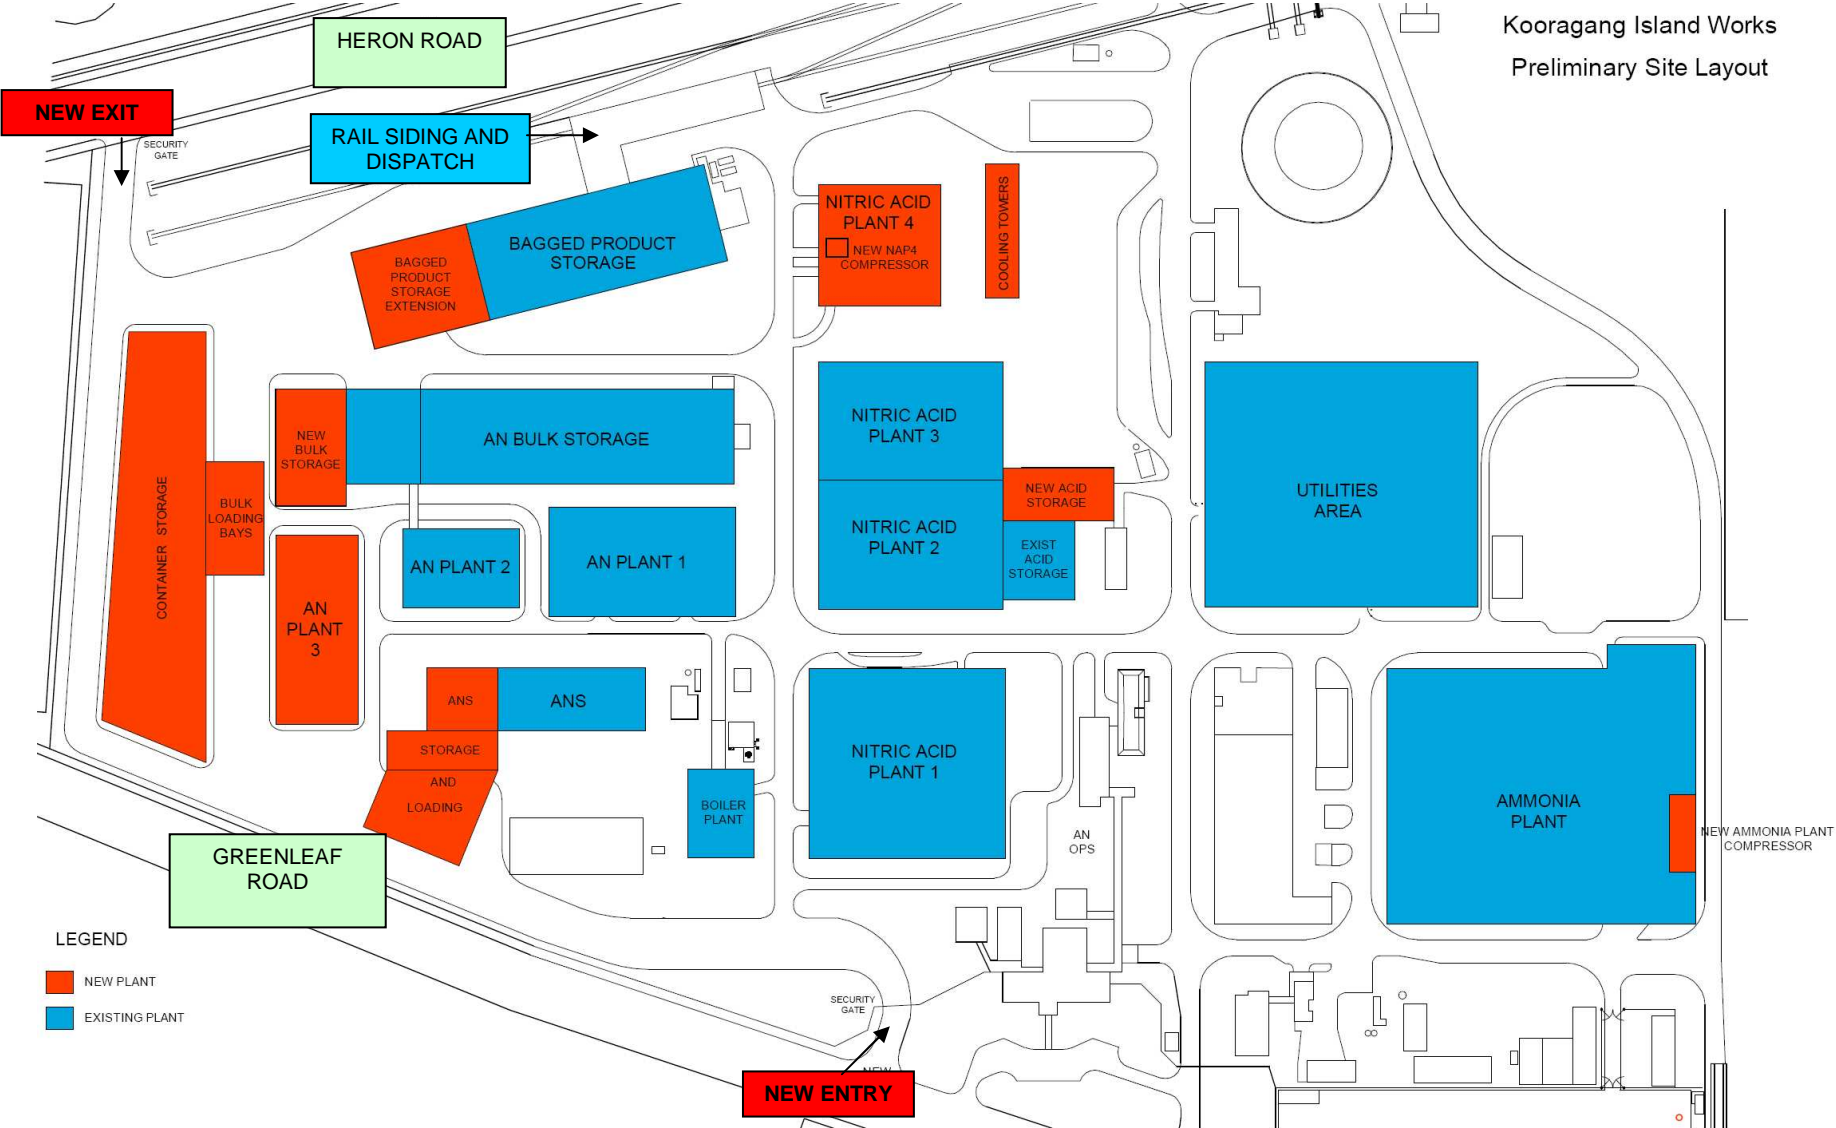 Kooragang Island Works
Preliminary Site Layout
HERON ROAD
NEW EXIT
SECURITY
GATE
RAIL SIDING AND
DISPATCH
BAGGED PRODUCT
STORAGE
BAGGED
PRODUCT
STORAGE
EXTENSION
NITRIC ACID
PLANT 4
NEW NAP4
COMPRESSOR
COOLING TOWERS
CONTAINER STORAGE
BULK
LOADING
BAYS
NEW
BULK
STORAGE
AN BULK STORAGE
NITRIC ACID
PLANT 3
NEW ACID
STORAGE
NITRIC ACID
PLANT 2
EXIST
ACID
STORAGE
UTILITIES
AREA
AN PLANT 2
AN PLANT 1
AN
PLANT
3
ANS
ANS
STORAGE
AND
LOADING
BOILER
PLANT
NITRIC ACID
PLANT 1
AN
OPS
AMMONIA
PLANT
NEW AMMONIA PLANT
COMPRESSOR
GREENLEAF
ROAD
LEGEND
NEW PLANT
EXISTING PLANT
SECURITY
GATE
NEW
NEW ENTRY